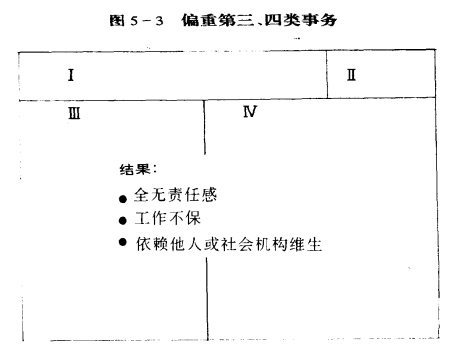 图5-3 偏重第三、四类事务
Ⅰ Ⅱ
Ⅲ Ⅳ
结果：
●全无责任感
●工作不保
●依赖他人或社会机构维生